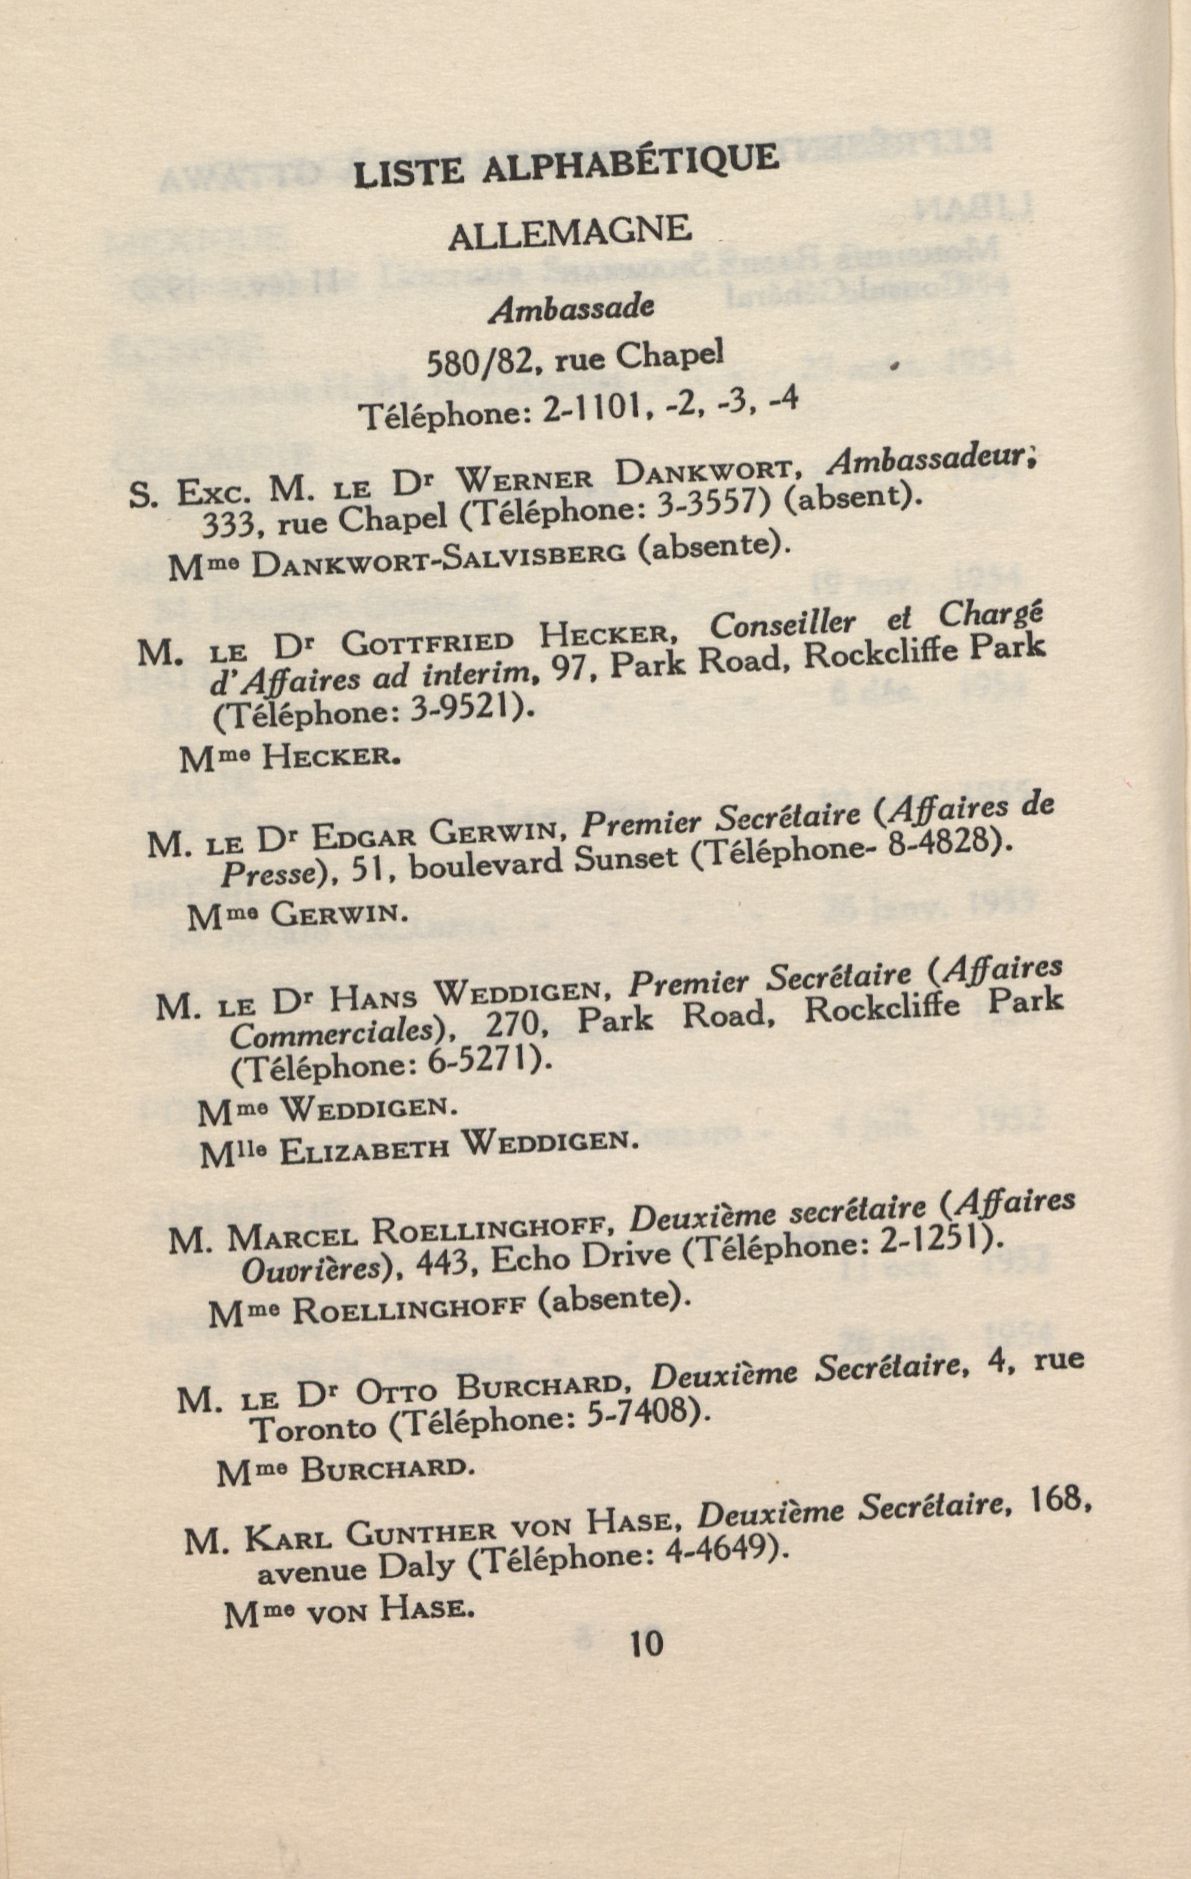 LISTE ALPHABÉTIQUE
ALLEMAGNE
Ambassade
580/82, rue Chapel
Téléphone: 2-1101, -2, -3, -4
S. Exc. M. le Dr Werner Dankwort, Ambassadeur,
333, rue Chapel (Téléphone: 3-3557) (absent).
Mme Dankwort-Salvisberg (absente).
M. le Dr Gottfried Hecker, Conseiller et Chargé
d'Affaires ad interim, 97, Park Road, Rockcliffe Park
(Téléphone: 3-9521).
Mme Hecker.
M. le Dr Edgar Gerwin, Premier Secrétaire (Affaires de
Presse), 51, boulevard Sunset (Téléphone- 8-4828).
Mme Gerwin.
M. le Dr Hans Weddigen, Premier Secrétaire (Affaires
Commerciales), 270, Park Road, Rockcliffe Park
(Téléphone: 6-5271).
Mme Weddigen.
Mlle Elizabeth Weddigen.
M. Marcel Roellinghoff, Deuxième secrétaire (Affaires
Ouvrières), 443, Echo Drive (Téléphone: 2-1251).
Mme Roellinghoff (absente).
M. le Dr Otto Burchard, Deuxième Secrétaire, 4, rue
Toronto (Téléphone: 5-7408).
Mme Burchard.
M. Karl Gunther von Hase, Deuxième Secrétaire, 168,
avenue Daly (Téléphone: 4-4649).
Mme von Hase.
10